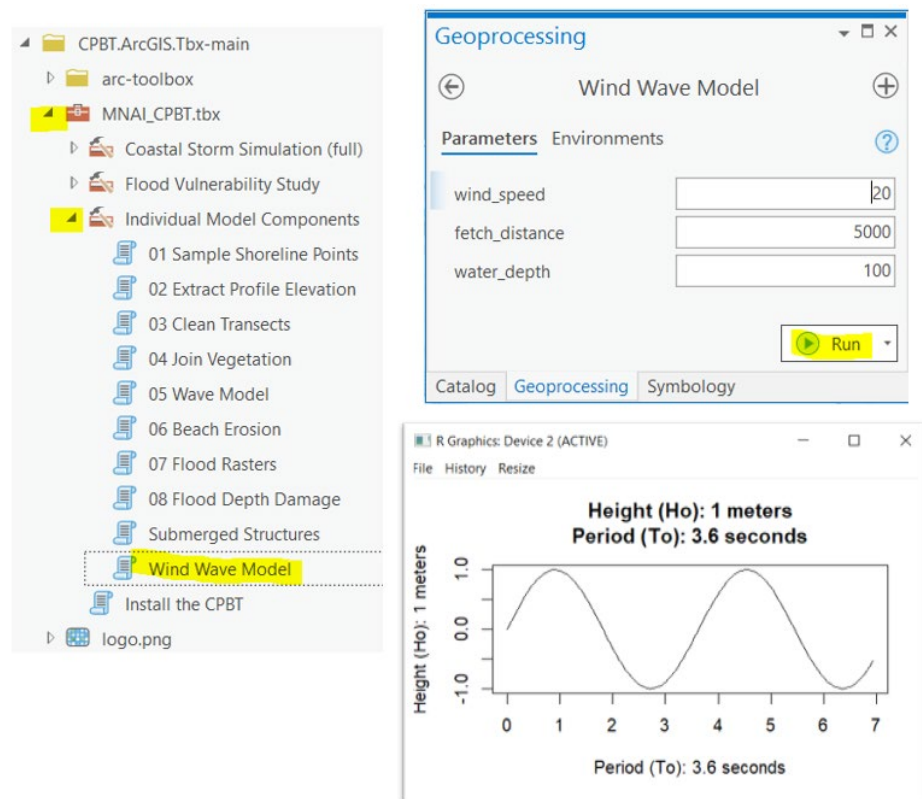 CPBT.ArcGIS.Tbx-main
arc-toolbox
MNAI_CPBT.tbx
Coastal Storm Simulation (full)
Flood Vulnerability Study
Individual Model Components
01 Sample Shoreline Points
02 Extract Profile Elevation
03 Clean Transects
04 Join Vegetation
05 Wave Model
06 Beach Erosion
07 Flood Rasters
08 Flood Depth Damage
Submerged Structures
Wind Wave Model
Install the CPBT
logo.png
Geoprocessing
Wind Wave Model
Parameters Environments
wind_speed 20
fetch_distance 5000
water_depth 100
Run
Catalog Geoprocessing Symbology
R Graphics: Device 2 (ACTIVE)
File History Resize
Height (Ho): 1 meters
Period (To): 3.6 seconds
Height (Ho): 1 meters
1.0
0.0
-1.0
0 1 2 3 4 5 6 7
Period (To): 3.6 seconds